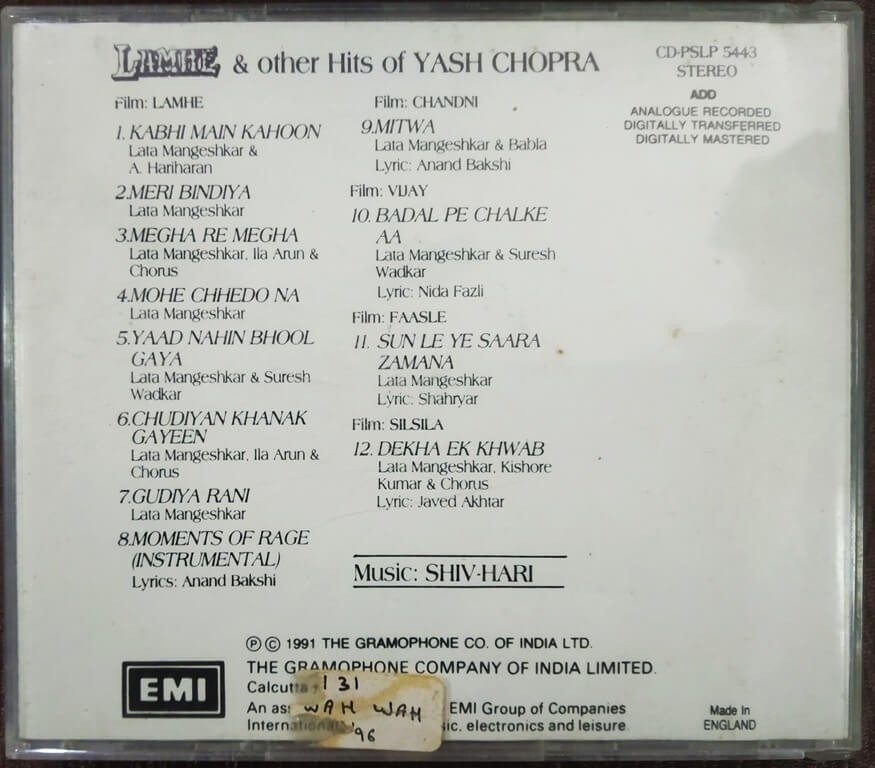 LAMHE & other Hits of YASH CHOPRA
CD-PSLP 5443
STEREO
ADD
ANALOGUE RECORDED
DIGITALLY TRANSFERRED
DIGITALLY MASTERED
Film: LAMHE
1. KABHI MAIN KAHOON
Lata Mangeshkar &
A. Hariharan
2.MERI BINDIYA
Lata Mangeshkar
3.MEGHA RE MEGHA
Lata Mangeshkar, Ila Arun &
Chorus
4.MOHE CHHEDO NA
Lata Mangeshkar
5.YAAD NAHIN BHOOL
GAYA
Lata Mangeshkar & Suresh
Wadkar
6.CHUDIYAN KHANAK
GAYEEN
Lata Mangeshkar, Ila Arun &
Chorus
7.GUDIYA RANI
Lata Mangeshkar
8.MOMENTS OF RAGE
(INSTRUMENTAL)
Lyrics: Anand Bakshi
Film: CHANDNI
9.MITWA
Lata Mangeshkar & Babla
Lyric: Anand Bakshi
Film: VIJAY
10. BADAL PE CHALKE
AA
Lata Mangeshkar & Suresh
Wadkar
Lyric: Nida Fazli
Film: FAASLE
11. SUN LE YE SAARA
ZAMANA
Lata Mangeshkar
Lyric: Shahryar
Film: SILSILA
12. DEKHA EK KHWAB
Lata Mangeshkar, Kishore
Kumar & Chorus
Lyric: Javed Akhtar
Music: SHIV-HARI
℗ © 1991 THE GRAMOPHONE CO. OF INDIA LTD.
THE GRAMOPHONE COMPANY OF INDIA LIMITED.
EMI
Calcutta
An as EMI Group of Companies
International ic, electronics and leisure
131
WAH WAH
'96
Made In
ENGLAND